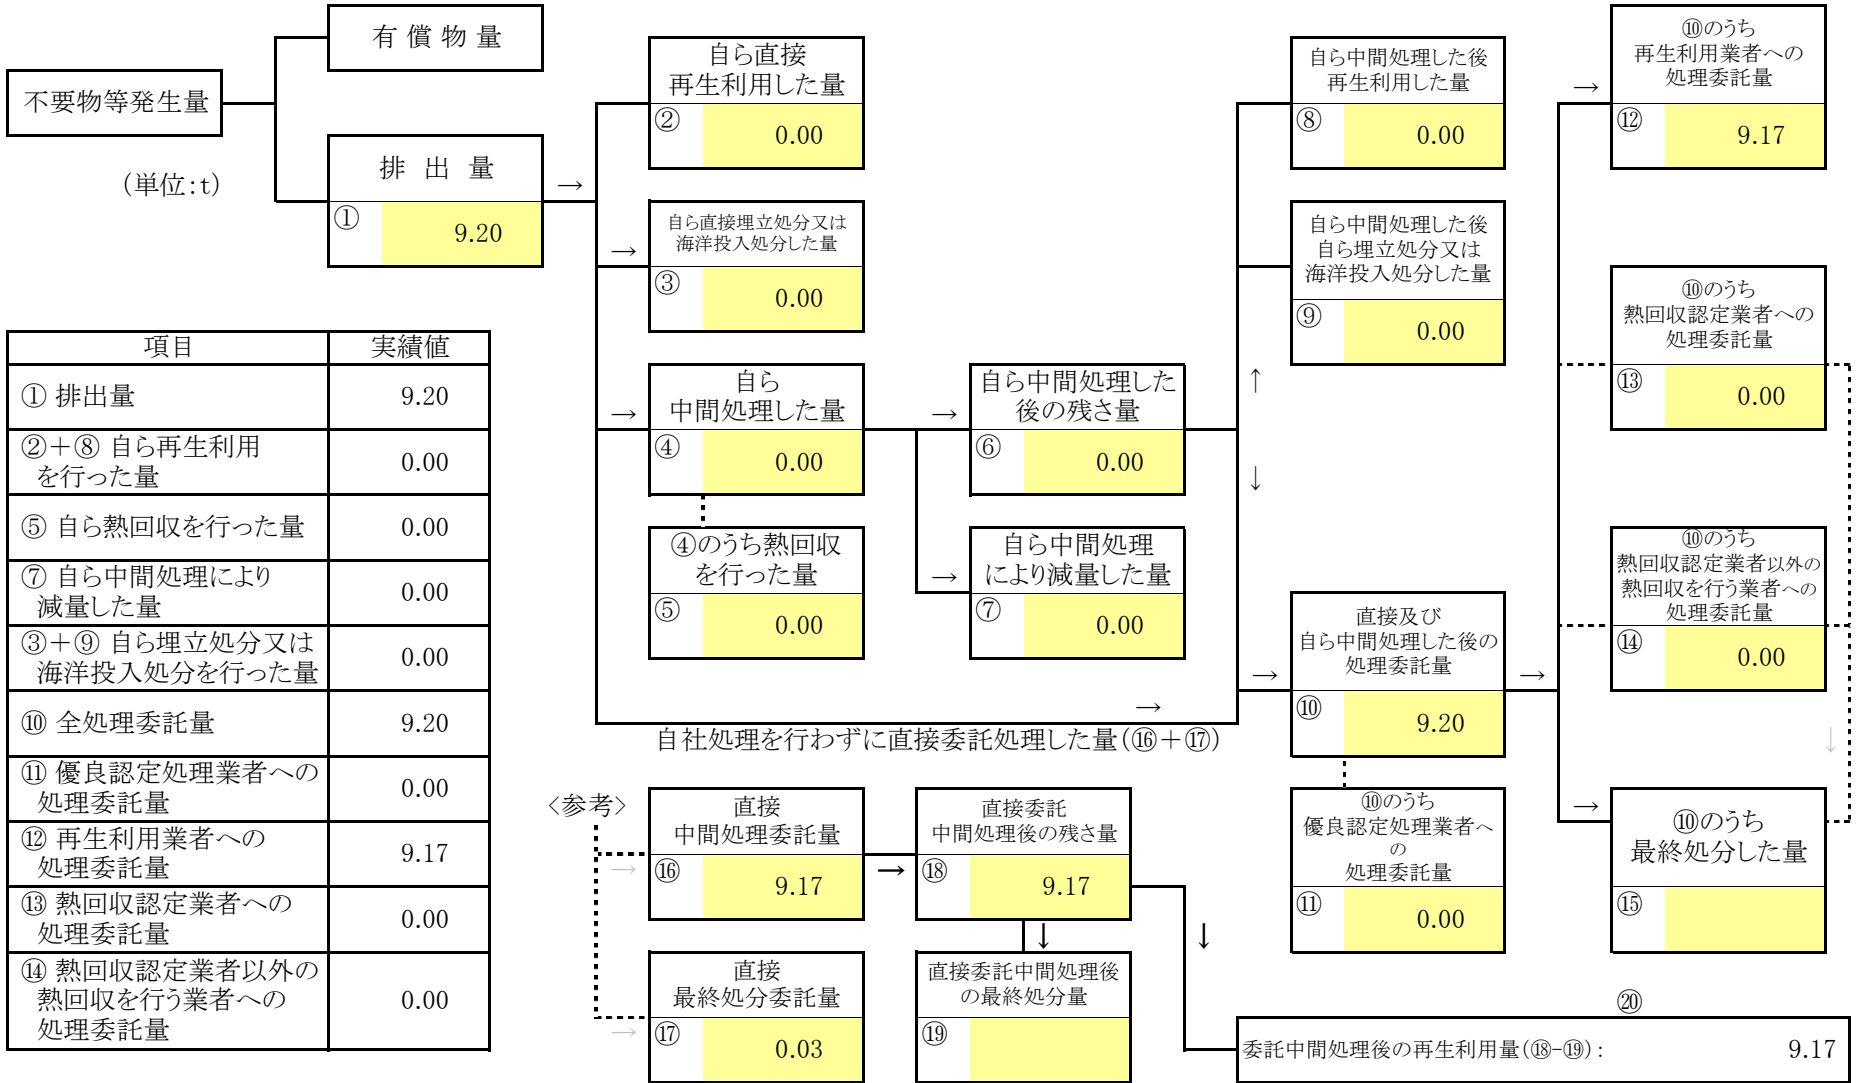 有 償 物 量
不要物等発生量
(単位:t)
排 出 量
①
9.20
→
自ら直接
再生利用した量
②
0.00
→
自ら直接埋立処分又は
海洋投入処分した量
③
0.00
→
自ら
中間処理した量
④
0.00
④のうち熱回収
を行った量
⑤
0.00
→
自ら中間処理した
後の残さ量
⑥
0.00
→
自ら中間処理
により減量した量
⑦
0.00
自ら中間処理した後
再生利用した量
⑧
0.00
自ら中間処理した後
自ら埋立処分又は
海洋投入処分した量
⑨
0.00
↑
↓
→
自社処理を行わずに直接委託処理した量(⑯+⑰)
→
直接及び
自ら中間処理した後の
処理委託量
⑩
9.20
→
⑩のうち
優良認定処理業者へ
の
処理委託量
⑪
0.00
→
⑩のうち
再生利用業者への
処理委託量
⑫
9.17
⑩のうち
熱回収認定業者への
処理委託量
⑬
0.00
⑩のうち
熱回収認定業者以外の
熱回収を行う業者への
処理委託量
⑭
0.00
↓
→
⑩のうち
最終処分した量
⑮
項目 実績値
① 排出量 9.20
②+⑧ 自ら再生利用
を行った量 0.00
⑤ 自ら熱回収を行った量 0.00
⑦ 自ら中間処理により
減量した量 0.00
③+⑨ 自ら埋立処分又は
海洋投入処分を行った量 0.00
⑩ 全処理委託量 9.20
⑪ 優良認定処理業者への
処理委託量 0.00
⑫ 再生利用業者への
処理委託量 9.17
⑬ 熱回収認定業者への
処理委託量 0.00
⑭ 熱回収認定業者以外の
熱回収を行う業者への
処理委託量 0.00
<参考>
→
直接
中間処理委託量
⑯
9.17
→
直接委託
中間処理後の残さ量
⑱
9.17
↓
↓
→
直接
最終処分委託量
⑰
0.03
直接委託中間処理後
の最終処分量
⑲
⑳
委託中間処理後の再生利用量(⑱-⑲): 9.17